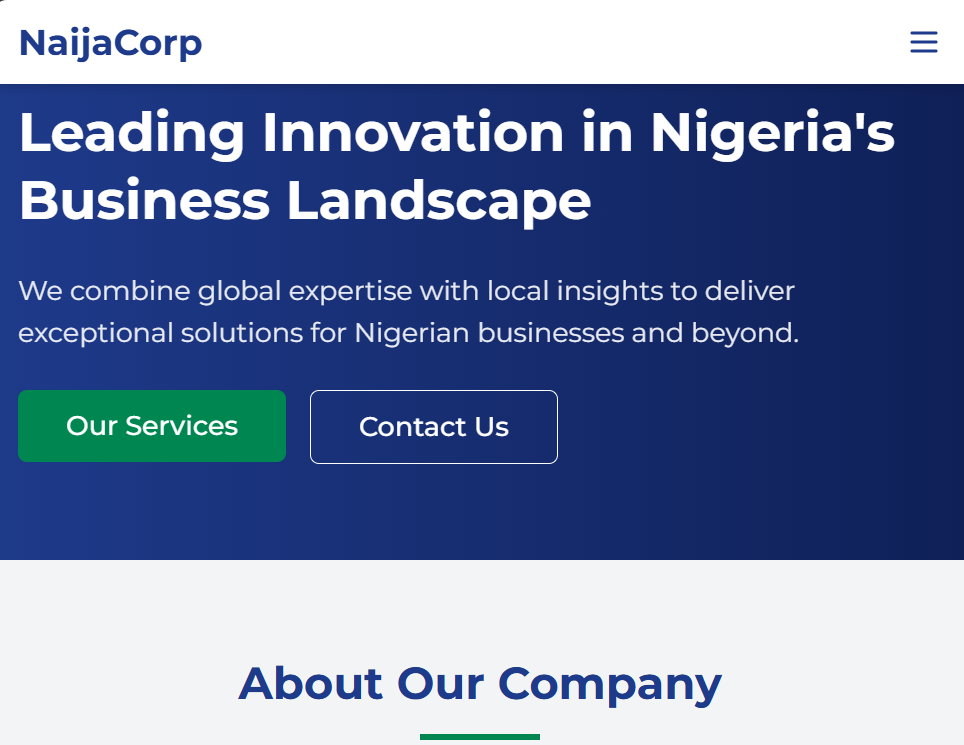 NaijaCorp
Leading Innovation in Nigeria's
Business Landscape
We combine global expertise with local insights to deliver
exceptional solutions for Nigerian businesses and beyond.
Our Services
Contact Us
About Our Company